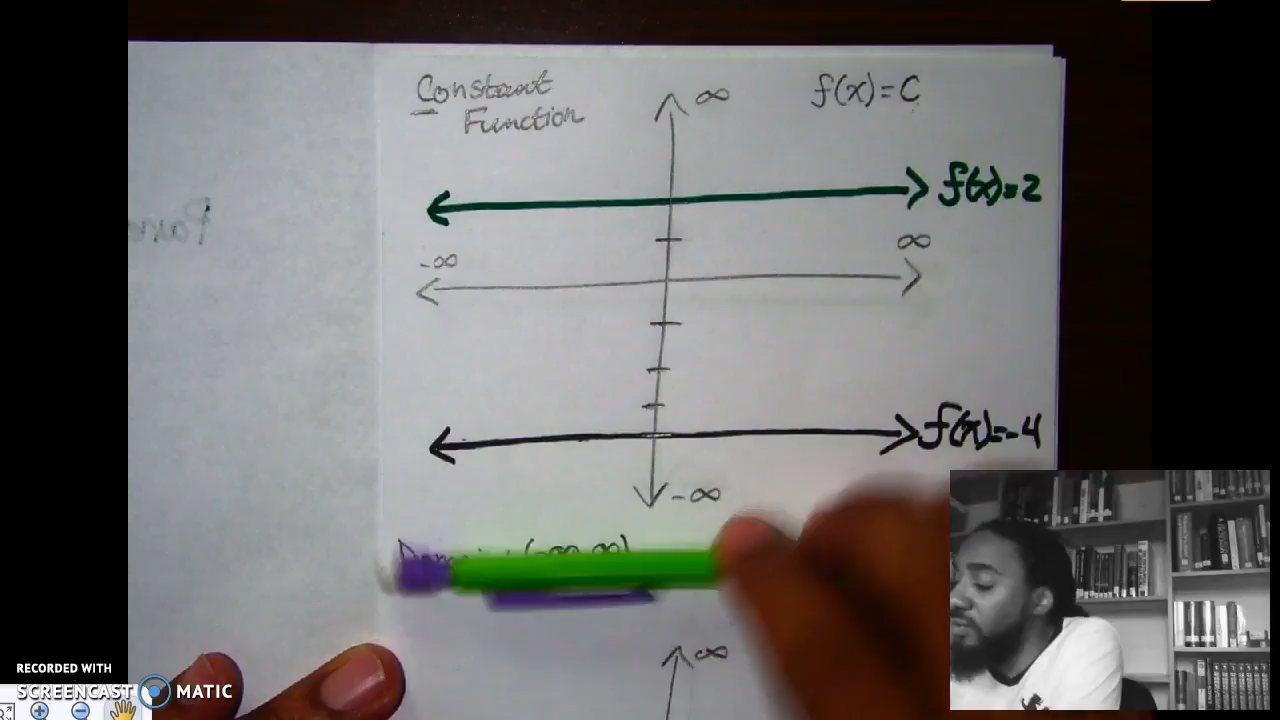 Constant
Function
f(x)=C
∞
f(x)=2
-∞
∞
f(x)=-4
-∞
(-∞,∞)
∞
RECORDED WITH
SCREENCAST MATIC